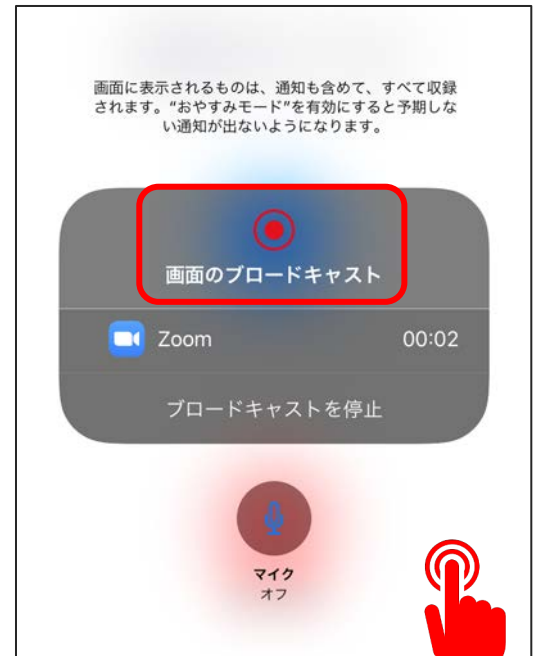 画面に表示されるものは、通知も含めて、すべて収録
されます。“おやすみモード”を有効にすると予期しな
い通知が出ないようになります。
画面のブロードキャスト
Zoom 00:02
ブロードキャストを停止
マイク
オフ